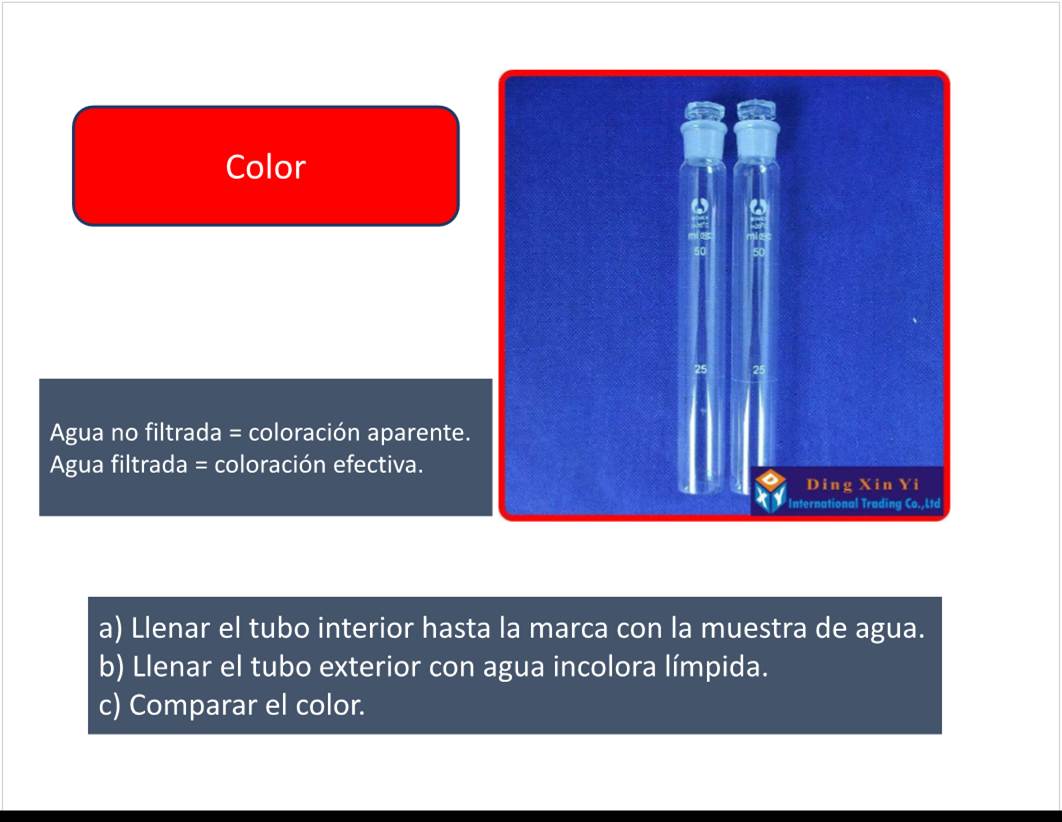 Color
50
50
25
25
Ding Xin Yi
International Trading Co.,Ltd
Agua no filtrada = coloración aparente.
Agua filtrada = coloración efectiva.
a) Llenar el tubo interior hasta la marca con la muestra de agua.
b) Llenar el tubo exterior con agua incolora límpida.
c) Comparar el color.